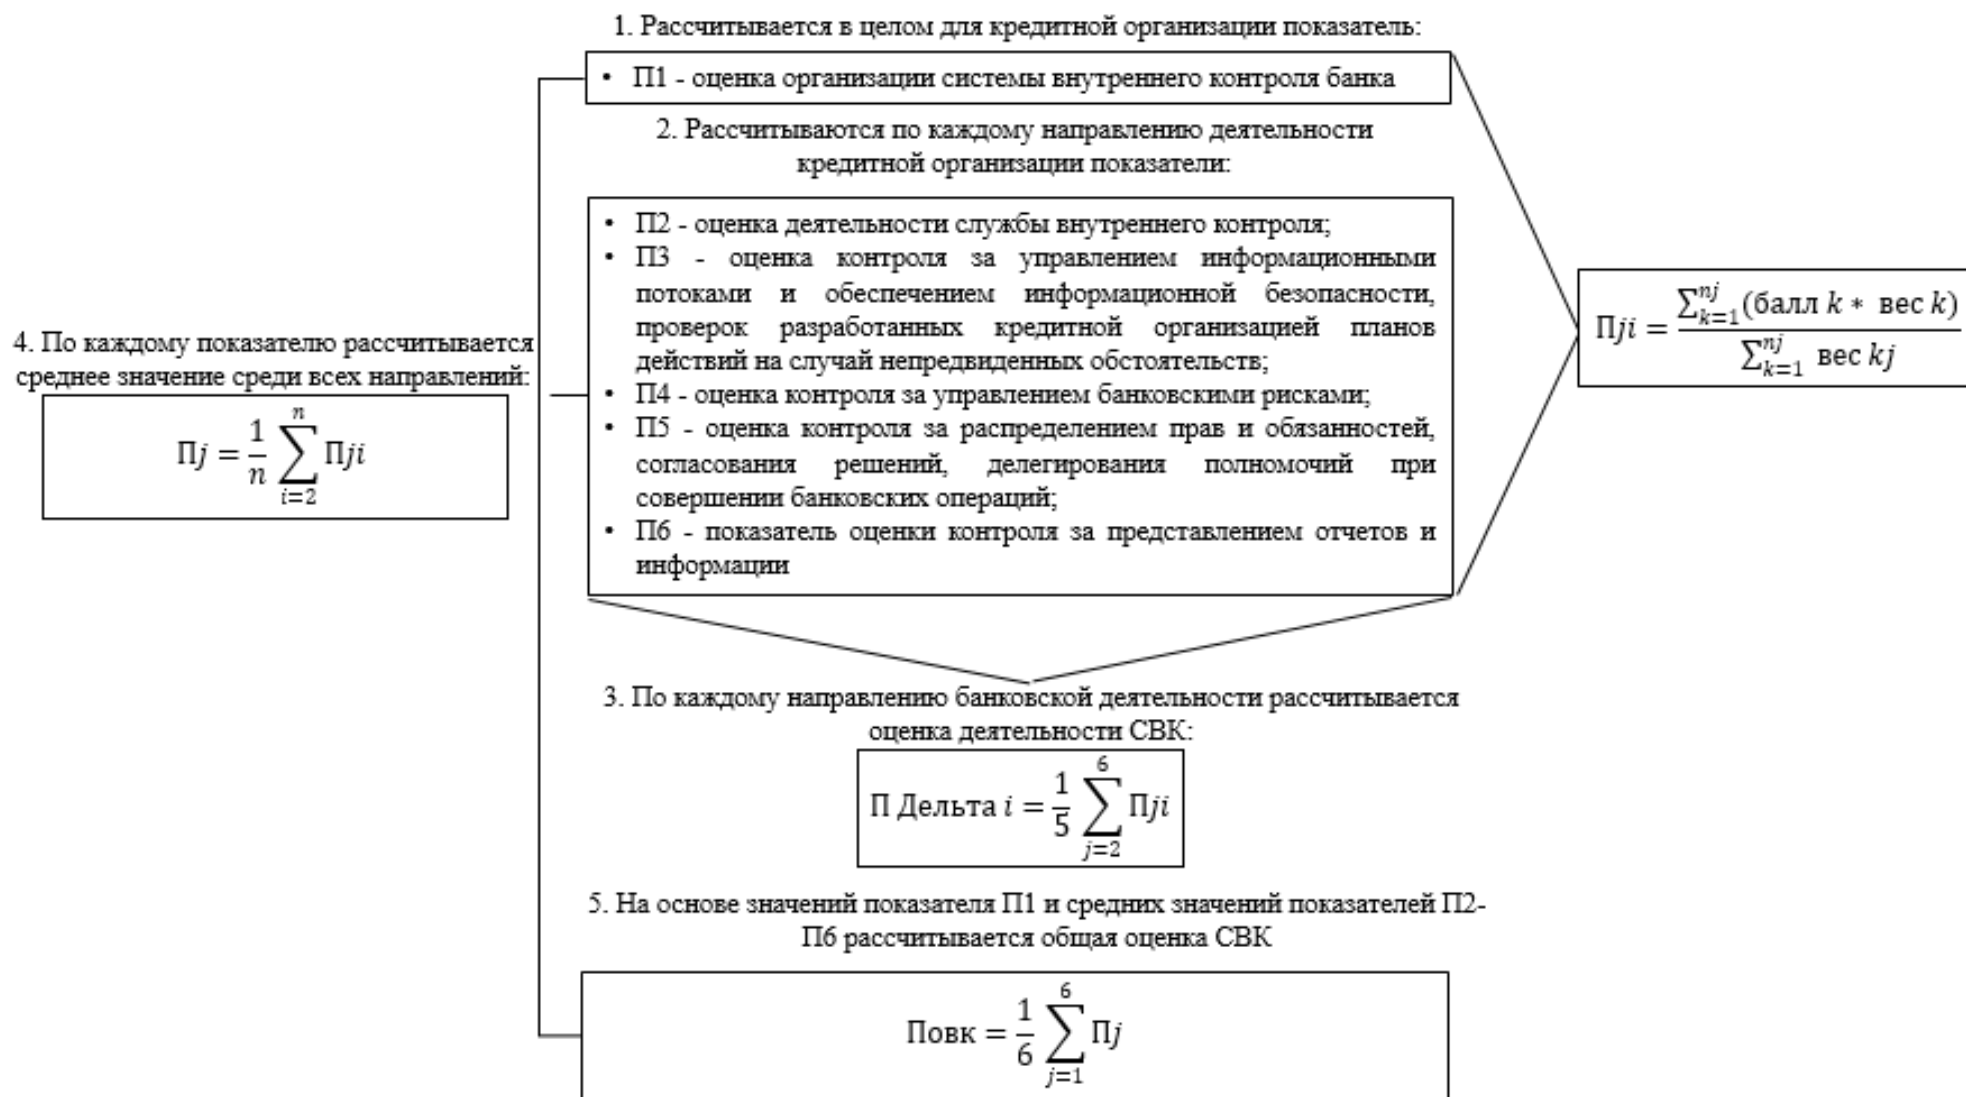 1. Рассчитывается в целом для кредитной организации показатель:
• П1 - оценка организации системы внутреннего контроля банка
2. Рассчитываются по каждому направлению деятельности
кредитной организации показатели:
• П2 - оценка деятельности службы внутреннего контроля;
• П3 - оценка контроля за управлением информационными
потоками и обеспечением информационной безопасности,
проверок разработанных кредитной организацией планов
действий на случай непредвиденных обстоятельств;
• П4 - оценка контроля за управлением банковскими рисками;
• П5 - оценка контроля за распределением прав и обязанностей,
согласования решений, делегирования полномочий при
совершении банковских операций;
• П6 - показатель оценки контроля за представлением отчетов и
информации
Пji = ∑_{k=1}^{nj}(балл k * вес k) / ∑_{k=1}^{nj} вес kj
3. По каждому направлению банковской деятельности рассчитывается
оценка деятельности СВК:
П Дельта i = 1/5 ∑_{j=2}^{6} Пji
4. По каждому показателю рассчитывается
среднее значение среди всех направлений:
Пj = 1/n ∑_{i=2}^{n} Пji
5. На основе значений показателя П1 и средних значений показателей П2-
П6 рассчитывается общая оценка СВК
Повк = 1/6 ∑_{j=1}^{6} Пj